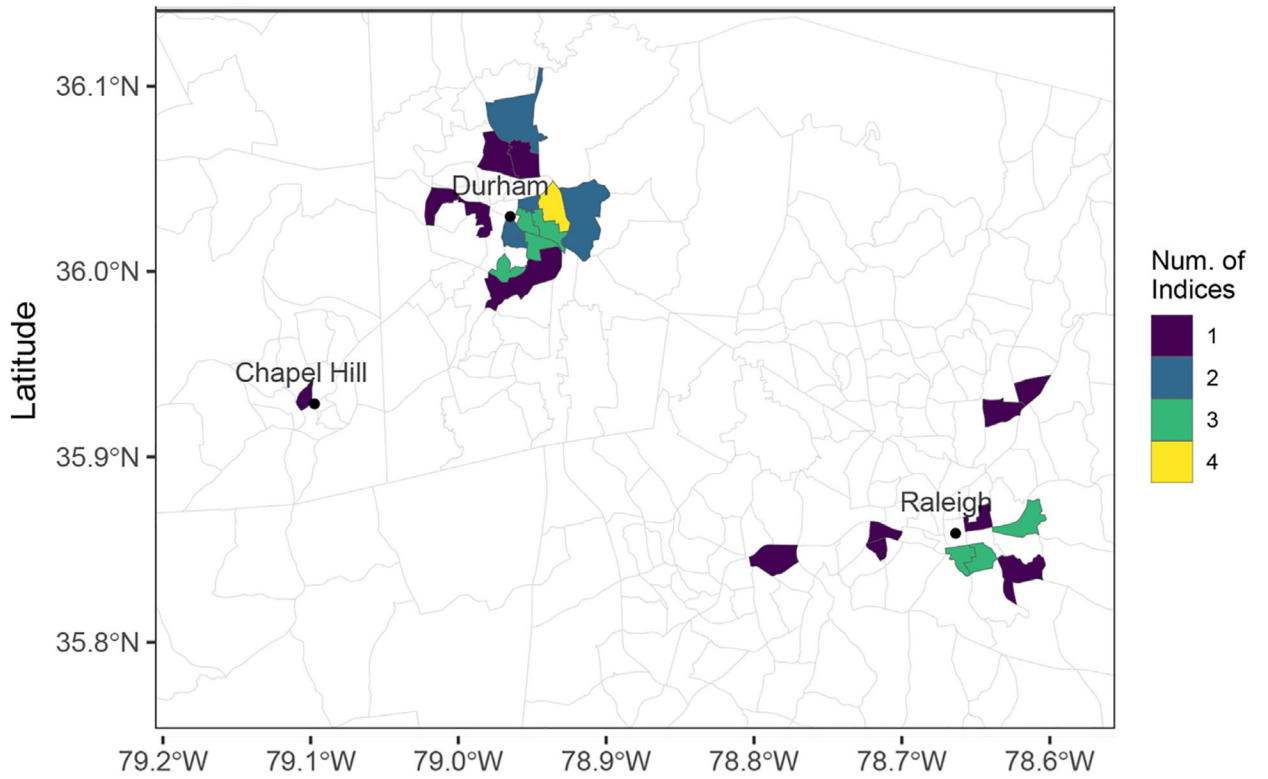 36.1°N
36.0°N
35.9°N
35.8°N
Latitude
Durham
Chapel Hill
Raleigh
79.2°W 79.1°W 79.0°W 78.9°W 78.8°W 78.7°W 78.6°W
Num. of
Indices
1
2
3
4